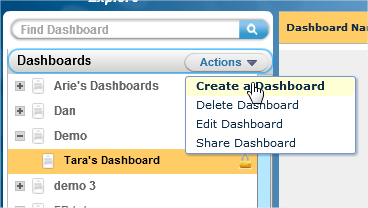 Explore
Find Dashboard
Dashboard Na
Dashboards
Actions
Create a Dashboard
Delete Dashboard
Edit Dashboard
Share Dashboard
Arie's Dashboards
Dan
Demo
Tara's Dashboard
demo 3